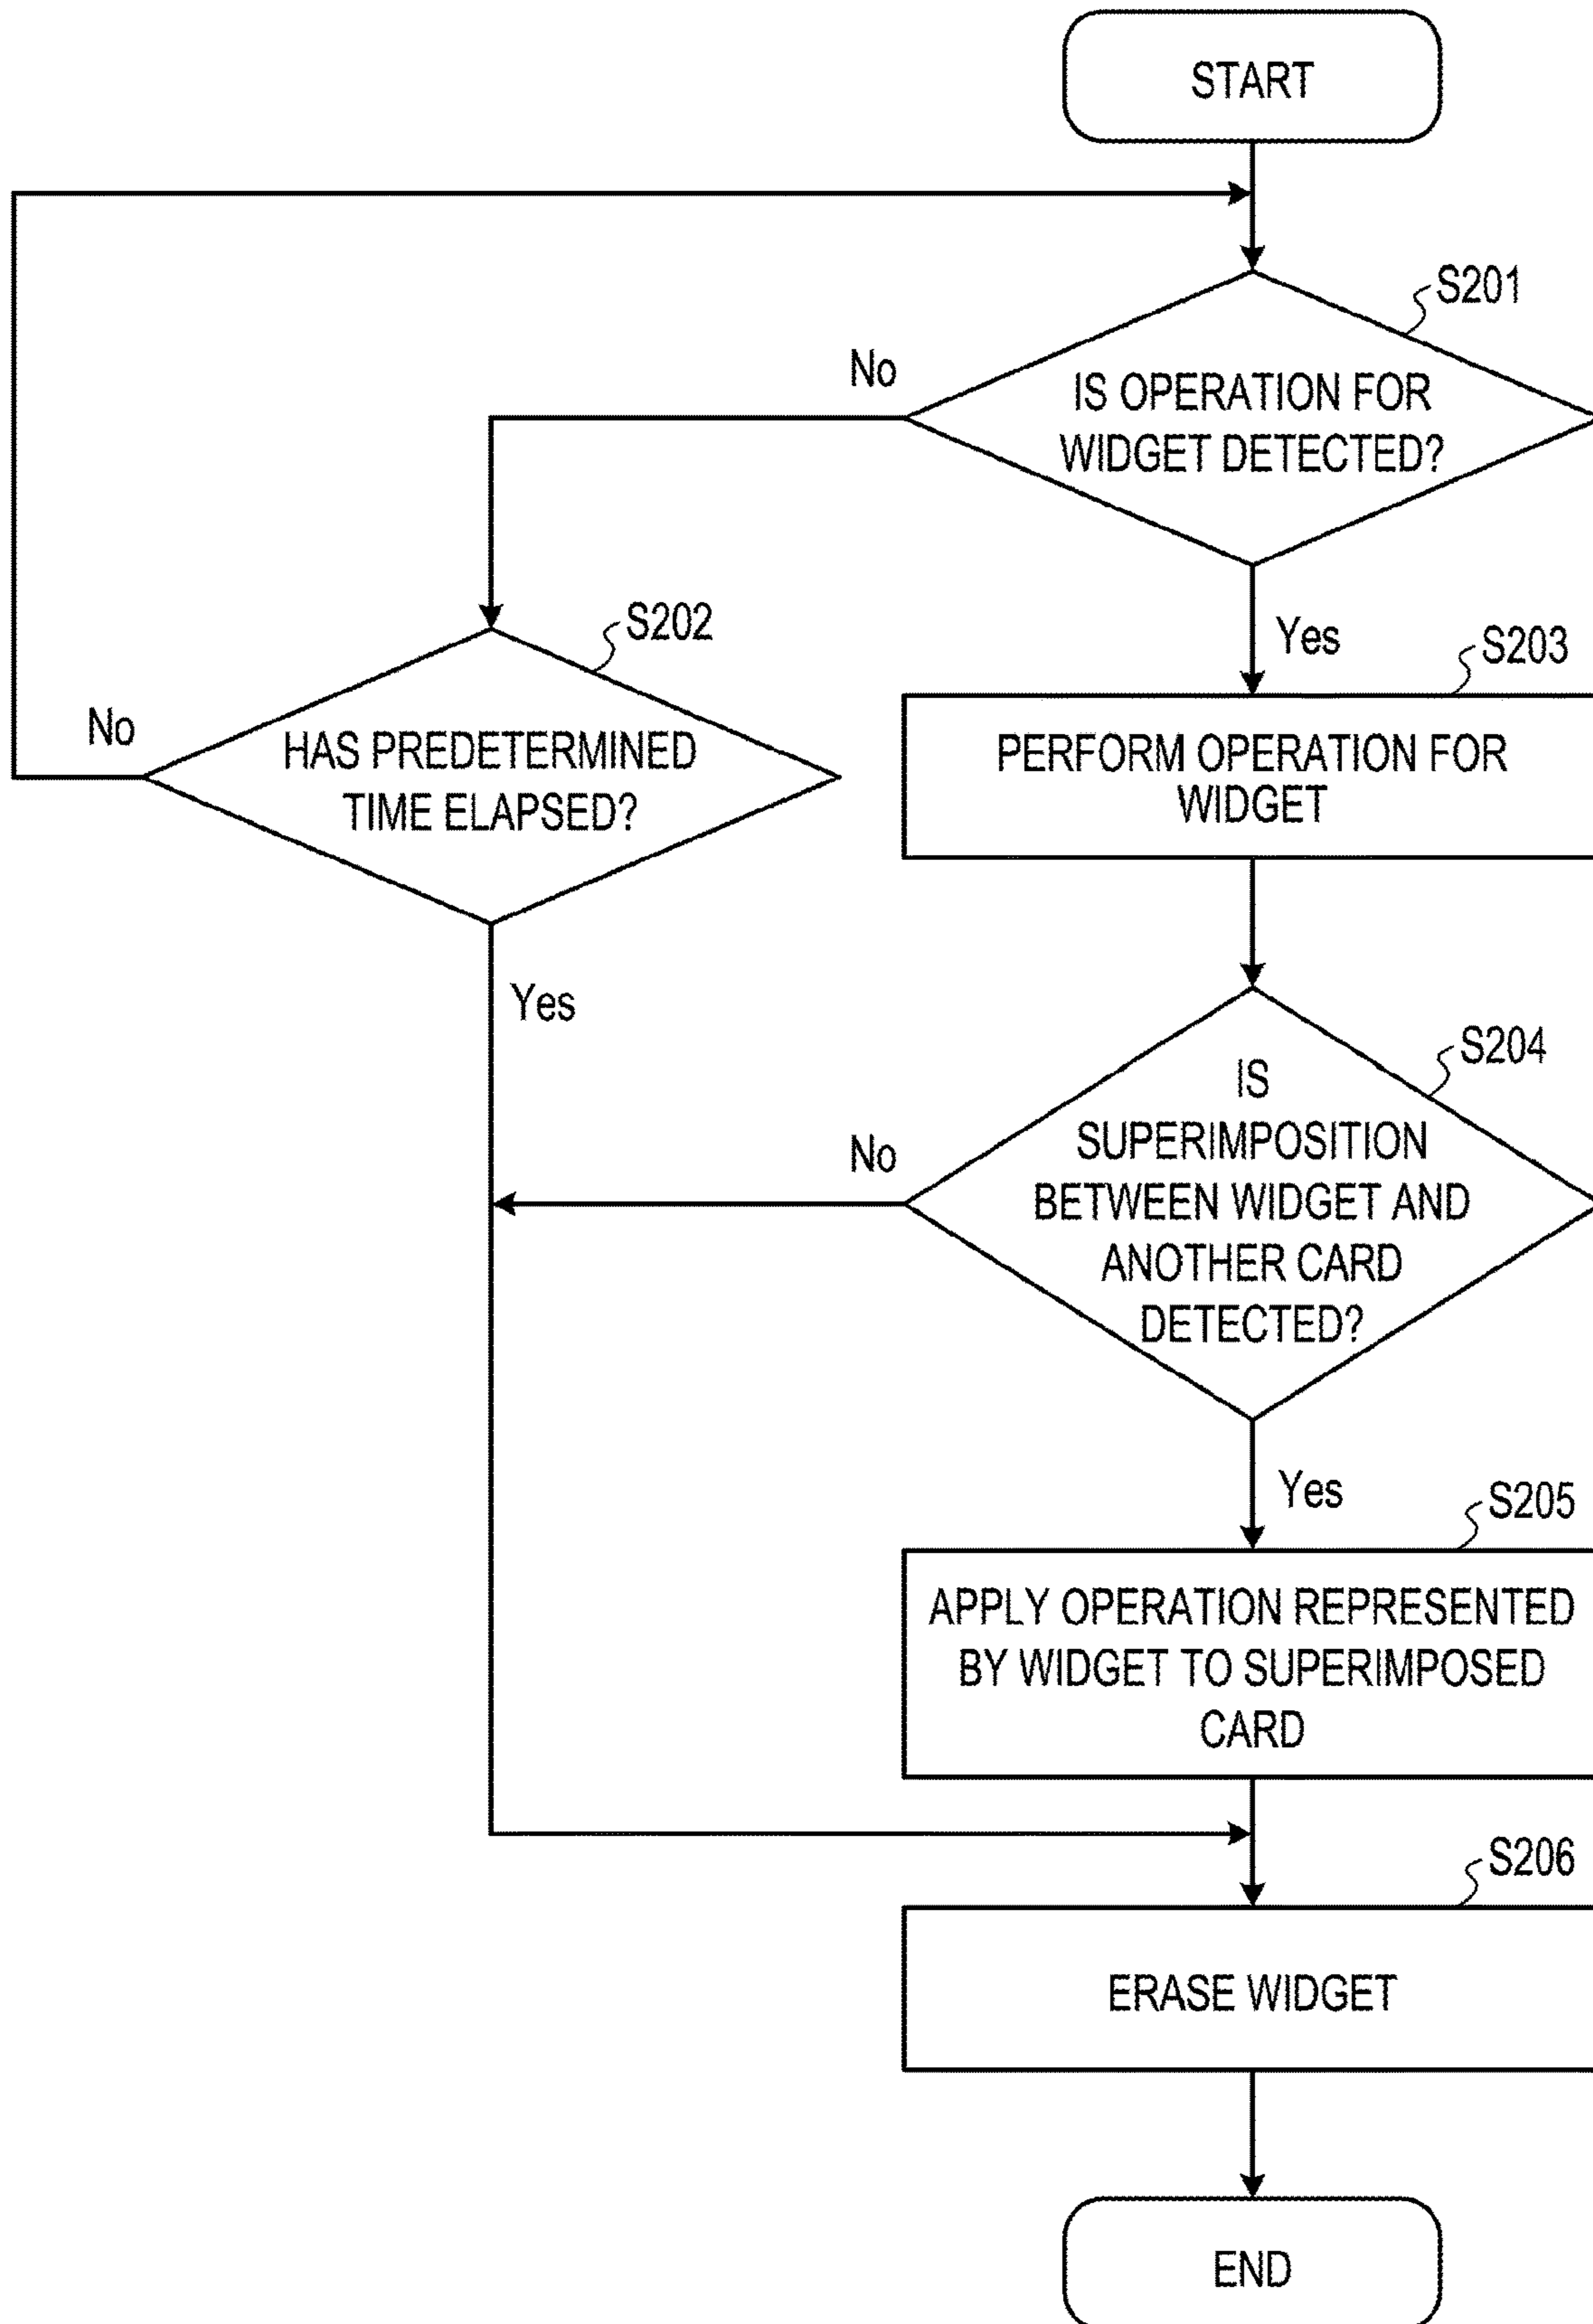 START
S201
No
IS OPERATION FOR
WIDGET DETECTED?
S202
Yes
S203
No
HAS PREDETERMINED
TIME ELAPSED?
PERFORM OPERATION FOR
WIDGET
Yes
S204
No
IS
SUPERIMPOSITION
BETWEEN WIDGET AND
ANOTHER CARD
DETECTED?
Yes
S205
APPLY OPERATION REPRESENTED
BY WIDGET TO SUPERIMPOSED
CARD
S206
ERASE WIDGET
END